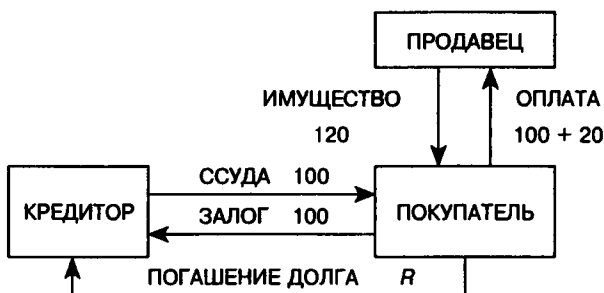 ПРОДАВЕЦ
ИМУЩЕСТВО ОПЛАТА
120 100 + 20
ССУДА 100
КРЕДИТОР ПОКУПАТЕЛЬ
ЗАЛОГ 100
ПОГАШЕНИЕ ДОЛГА R